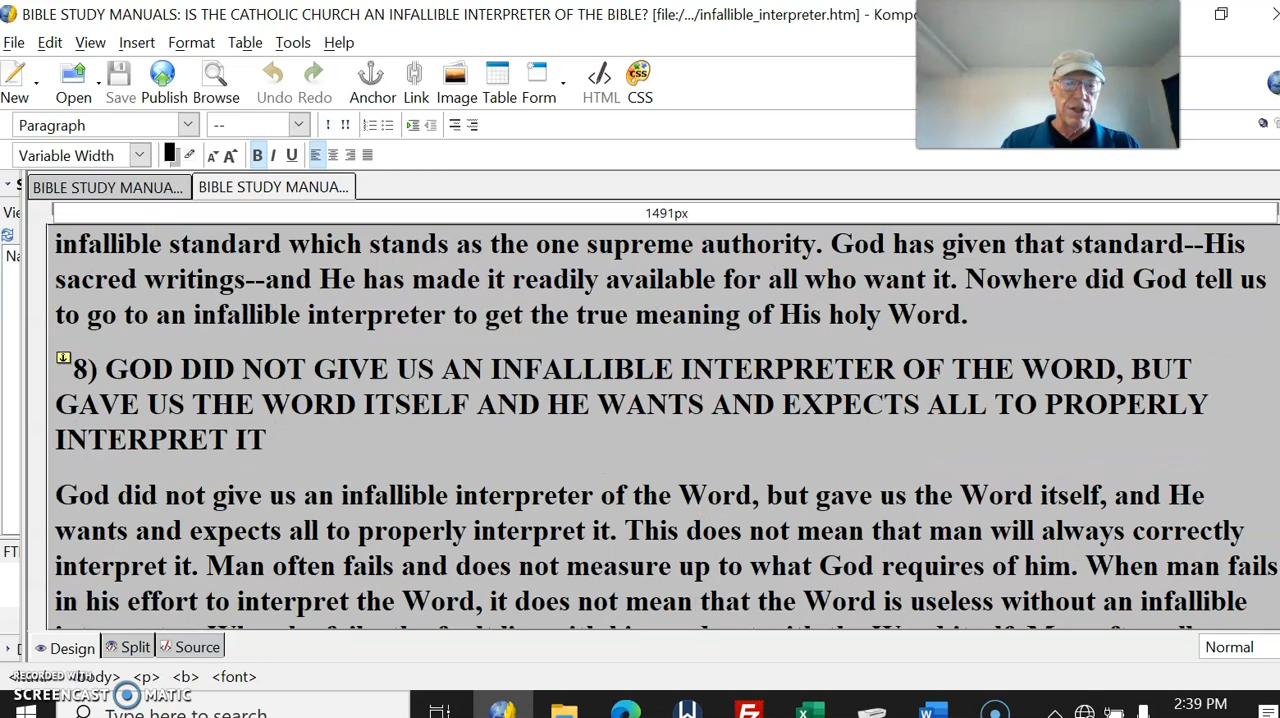 BIBLE STUDY MANUALS: IS THE CATHOLIC CHURCH AN INFALLIBLE INTERPRETER OF THE BIBLE? [file:/.../infallible_interpreter.htm] - Kompo
File Edit View Insert Format Table Tools Help
New Open Save Publish Browse Undo Redo Anchor Link Image Table Form HTML CSS
Paragraph --
Variable Width B I U
BIBLE STUDY MANUA... BIBLE STUDY MANUA...
1491px
infallible standard which stands as the one supreme authority. God has given that standard--His
sacred writings--and He has made it readily available for all who want it. Nowhere did God tell us
to go to an infallible interpreter to get the true meaning of His holy Word.
8) GOD DID NOT GIVE US AN INFALLIBLE INTERPRETER OF THE WORD, BUT
GAVE US THE WORD ITSELF AND HE WANTS AND EXPECTS ALL TO PROPERLY
INTERPRET IT
God did not give us an infallible interpreter of the Word, but gave us the Word itself, and He
wants and expects all to properly interpret it. This does not mean that man will always correctly
interpret it. Man often fails and does not measure up to what God requires of him. When man fails
in his effort to interpret the Word, it does not mean that the Word is useless without an infallible
Design Split Source Normal
<body> <p> <b> <font>
RECORDED WITH
SCREENCAST MATIC
Type here to search
2:39 PM